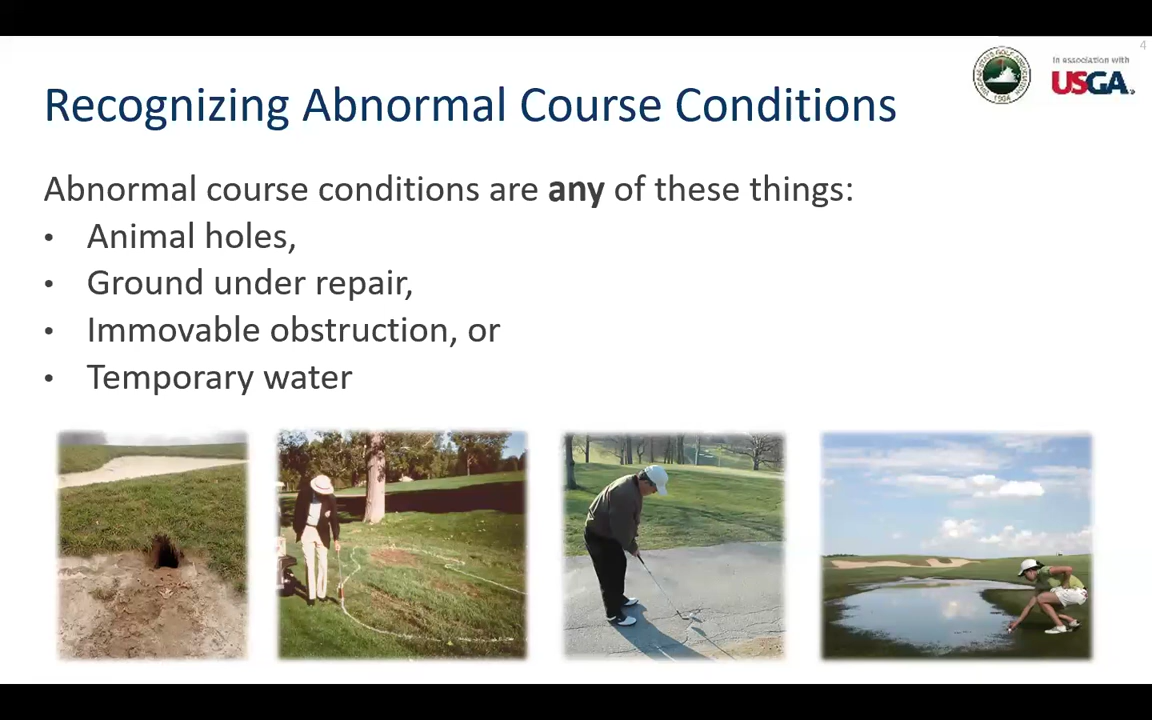 4
In association with
USGA
Recognizing Abnormal Course Conditions
Abnormal course conditions are any of these things:
• Animal holes,
• Ground under repair,
• Immovable obstruction, or
• Temporary water